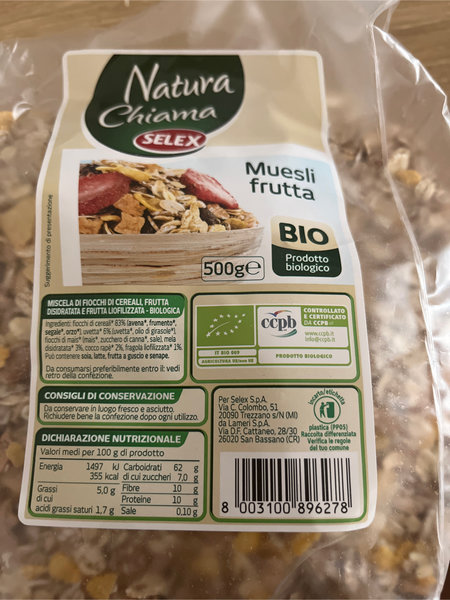 Natura
Chiama
SELEX
Muesli
frutta
BIO
Prodotto
biologico
500g℮
Suggerimento di presentazione
MISCELA DI FIOCCHI DI CEREALI, FRUTTA
DISIDRATATA E FRUTTA LIOFILIZZATA - BIOLOGICA
Ingredienti: fiocchi di cereali* 83% (avena*, frumento*,
segale*, orzo*), uvetta* 6% (uvetta*, olio di girasole*),
fiocchi di mais* (mais*, zucchero di canna*, sale), mela
disidratata* 3%, cocco rapè* 2%, fragola liofilizzata* 1%.
Può contenere soia, latte, frutta a guscio e senape.
Da consumarsi preferibilmente entro il: vedi
retro della confezione.
CONSIGLI DI CONSERVAZIONE
Da conservare in luogo fresco e asciutto.
Richiudere bene la confezione dopo ogni utilizzo.
DICHIARAZIONE NUTRIZIONALE
Valori medi per 100 g di prodotto
Energia 1497 kJ
355 kcal
Grassi 5,0 g
di cui
acidi grassi saturi 1,7 g
Carboidrati 62 g
di cui zuccheri 7,0 g
Fibre 10 g
Proteine 10 g
Sale 0,10 g
IT BIO 009
AGRICOLTURA UE/non UE
ccpb
CONTROLLATO
E CERTIFICATO
DA CCPB
www.ccpb.it
info@ccpb.it
PRODOTTO BIOLOGICO
Per Selex S.p.A.
Via C. Colombo, 51
20090 Trezzano s/N (MI)
da Lameri S.p.A.
Via D.F. Cattaneo, 28/30
26020 San Bassano (CR)
incarto/etichetta
plastica (PP05)
Raccolta differenziata
Verifica le regole
del tuo comune
8 003100 896278